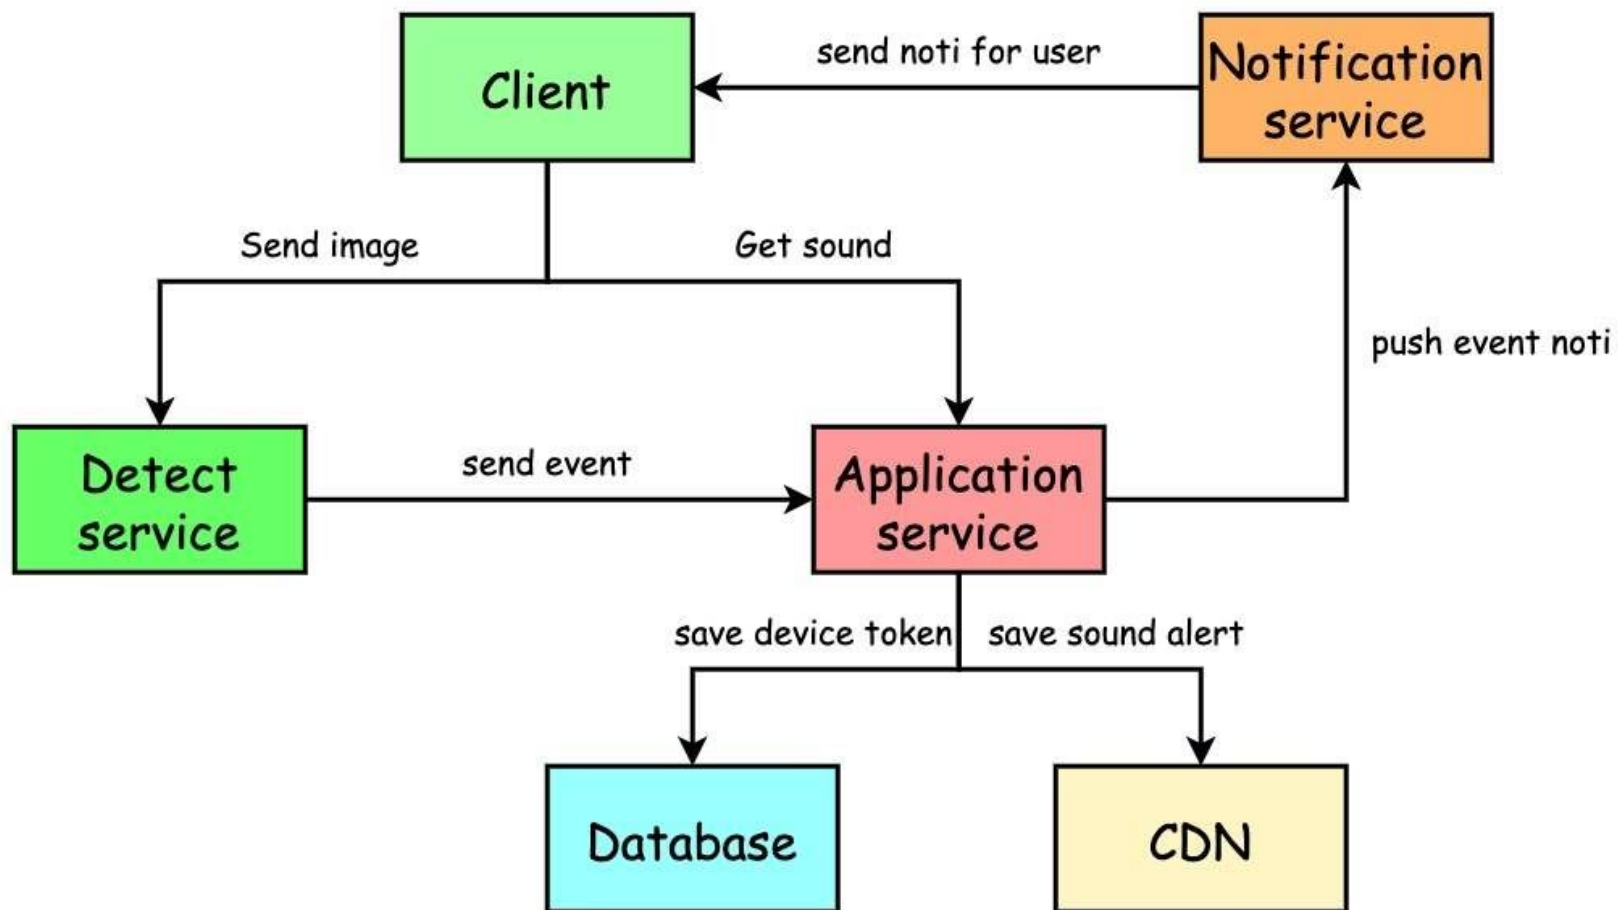 send noti for user
Client
Notification
service
Send image
Get sound
push event noti
Detect
service
send event
Application
service
save device token
save sound alert
Database
CDN